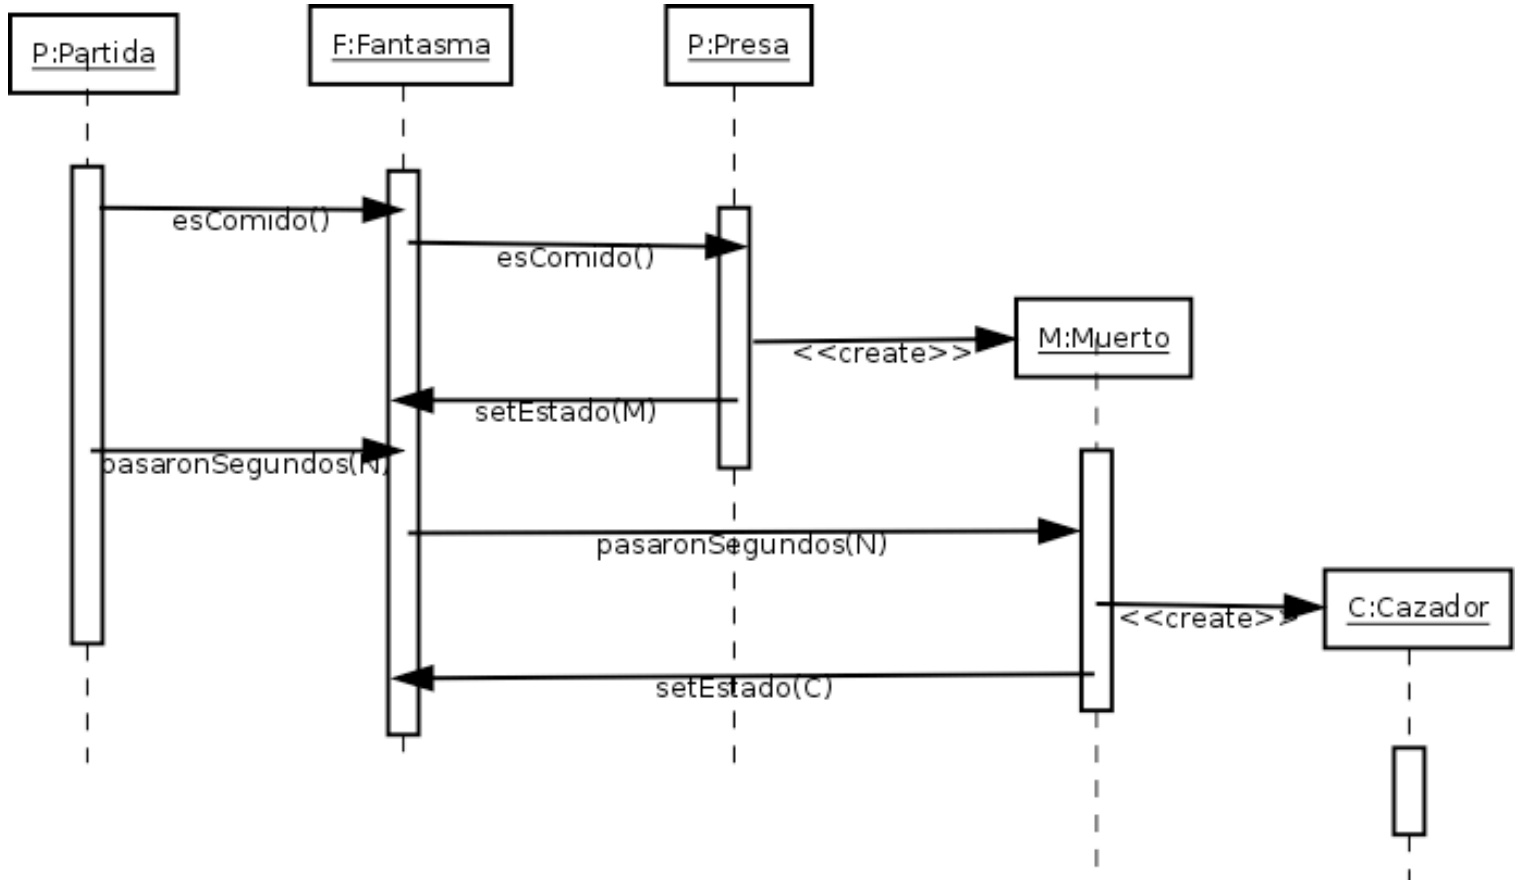 P:Partida
F:Fantasma
P:Presa
esComido()
esComido()
M:Muerto
<<create>>
setEstado(M)
pasaronSegundos(N)
pasaronSegundos(N)
C:Cazador
<<create>>
setEstado(C)